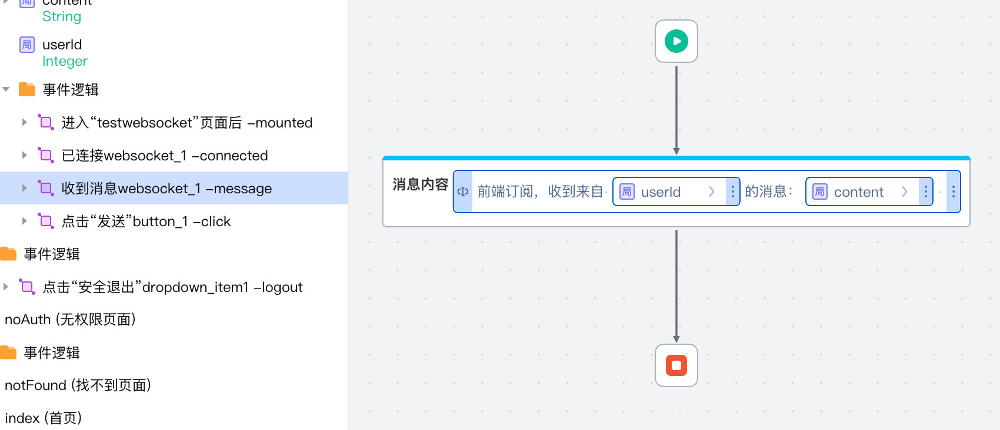 局 content
String
局 userId
Integer
事件逻辑
进入“testwebsocket”页面后 –mounted
已连接websocket_1 –connected
收到消息websocket_1 –message
点击“发送”button_1 –click
事件逻辑
点击“安全退出”dropdown_item1 –logout
noAuth (无权限页面)
事件逻辑
notFound (找不到页面)
index (首页)
消息内容 前端订阅，收到来自 局 userId 的消息： 局 content